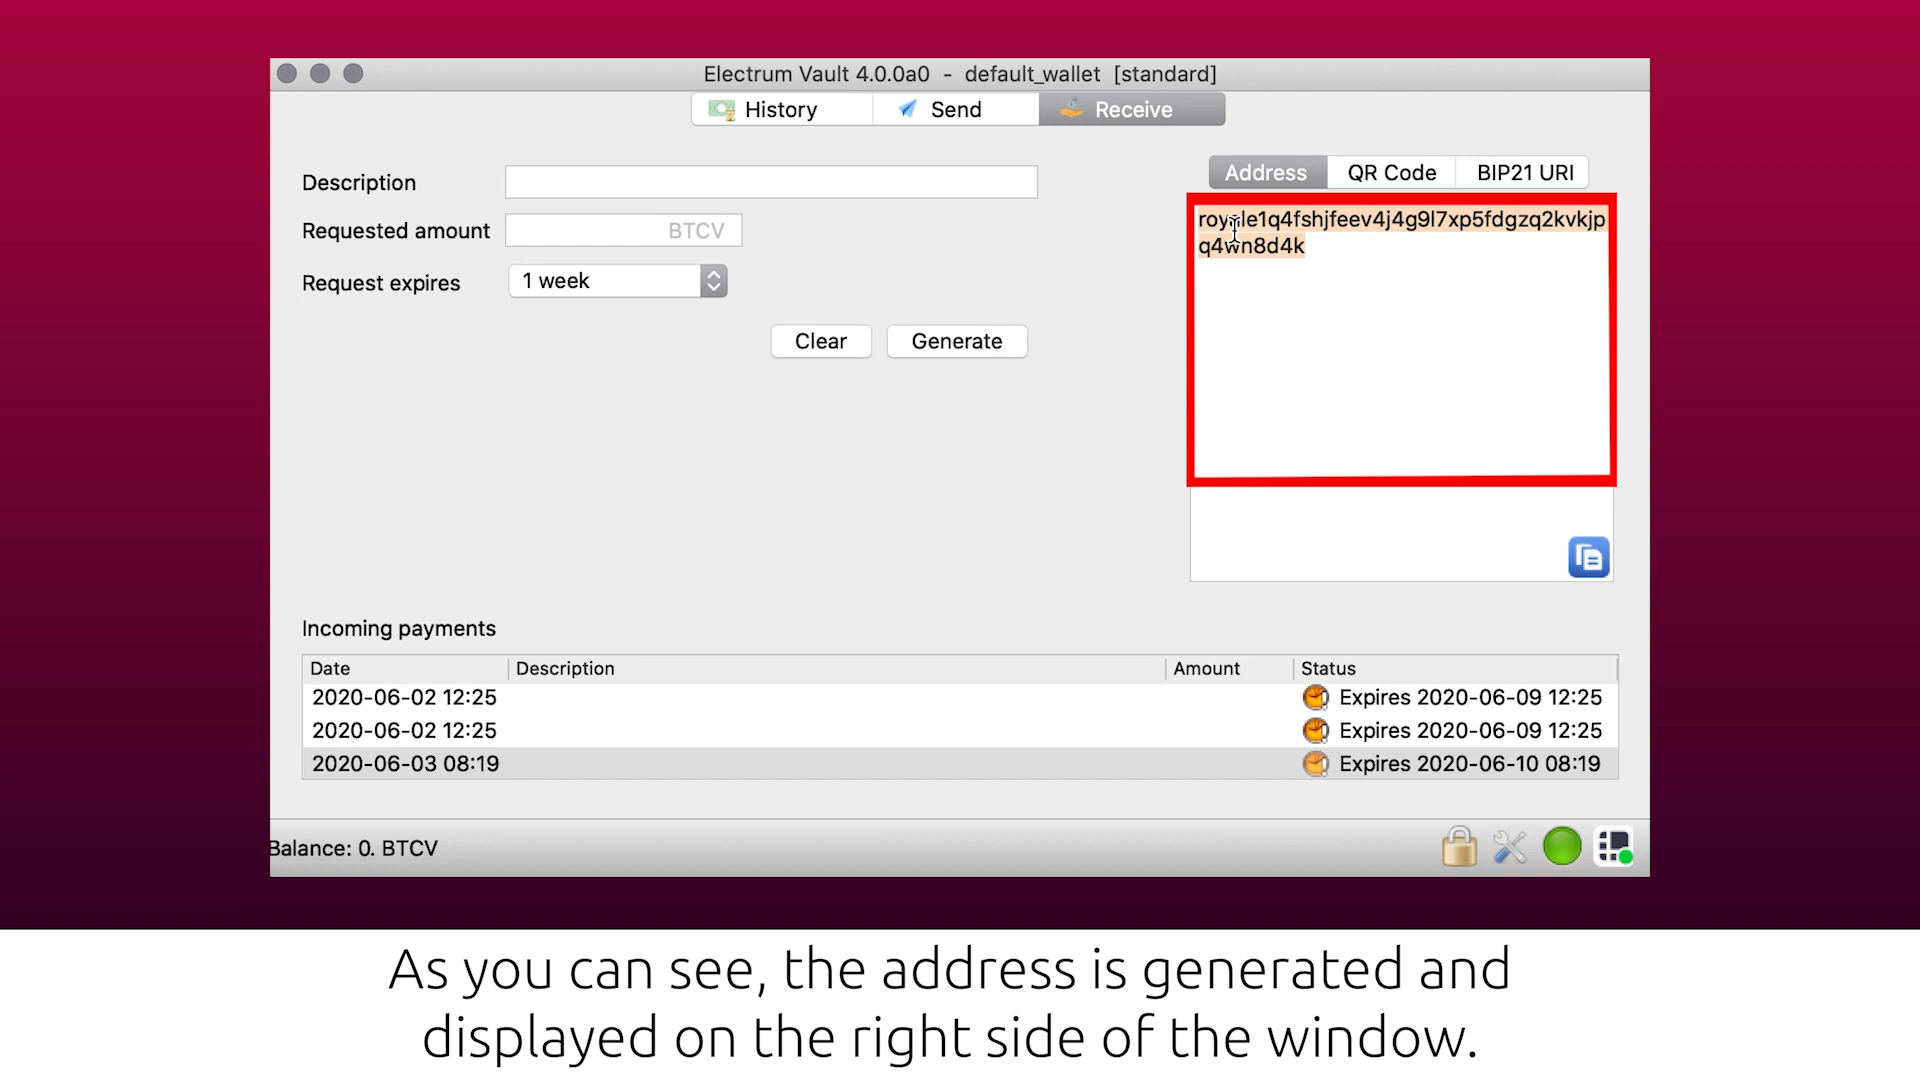 Electrum Vault 4.0.0a0 - default_wallet [standard]
History Send Receive
Address QR Code BIP21 URI
Description
Requested amount BTCV
Request expires 1 week
Clear Generate
q4wn8d4k
Incoming payments
Date Description Amount Status
2020-06-02 12:25 Expires 2020-06-09 12:25
2020-06-02 12:25 Expires 2020-06-09 12:25
2020-06-03 08:19 Expires 2020-06-10 08:19
Balance: 0. BTCV
As you can see, the address is generated and
displayed on the right side of the window.